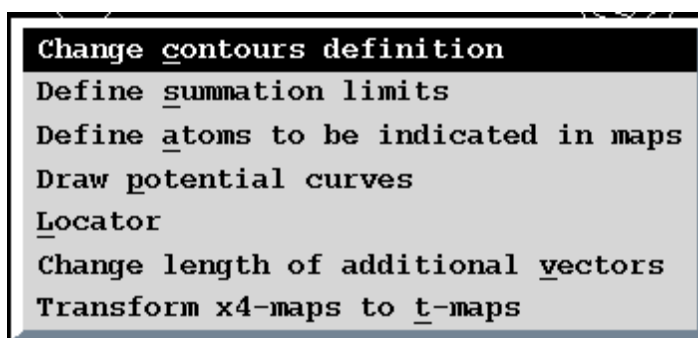 Change contours definition
Define summation limits
Define atoms to be indicated in maps
Draw potential curves
Locator
Change length of additional vectors
Transform x4-maps to t-maps